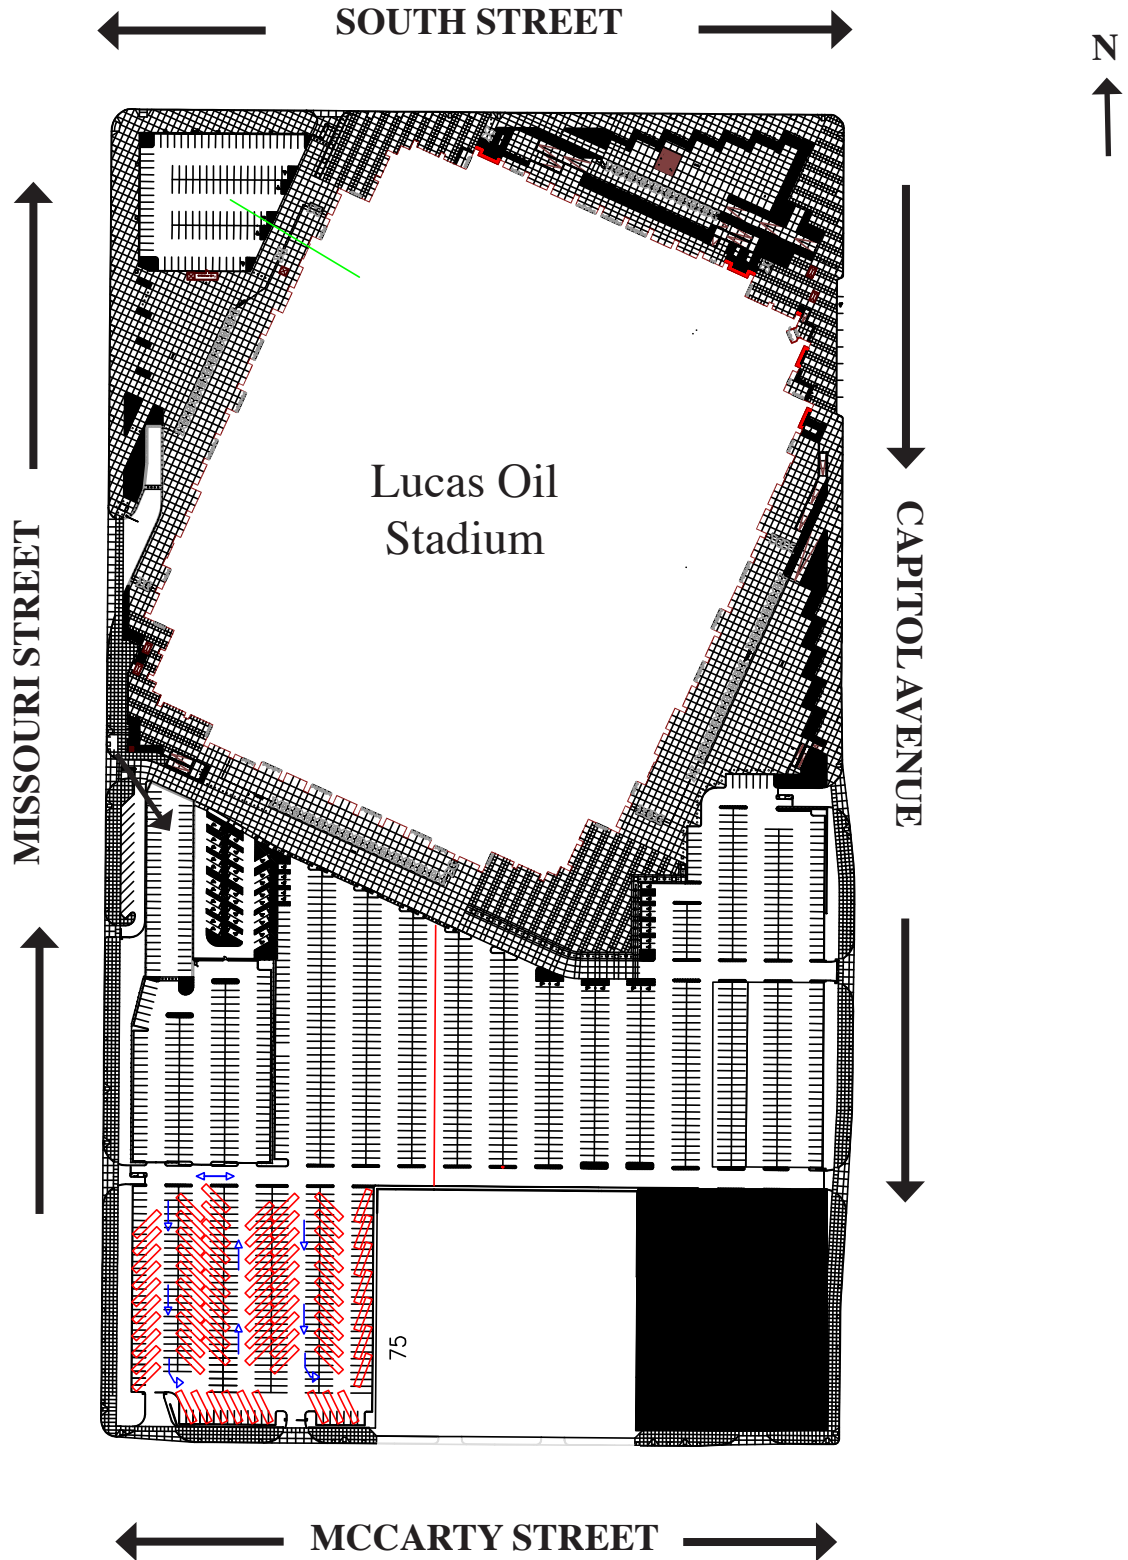 SOUTH STREET
N
Lucas Oil
Stadium
MISSOURI STREET
CAPITOL AVENUE
75
MCCARTY STREET